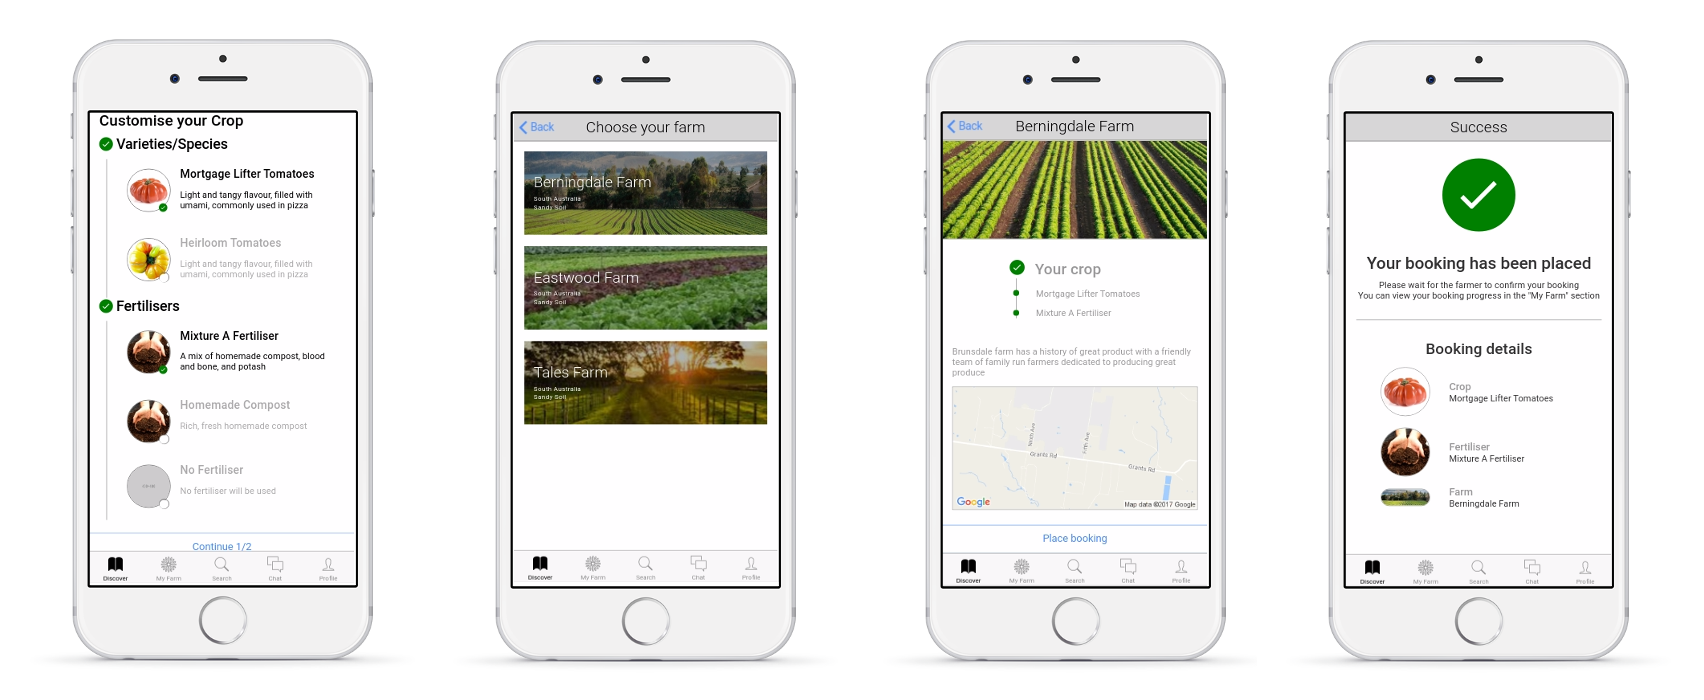 Customise your Crop
Varieties/Species
Mortgage Lifter Tomatoes
Light and tangy flavour, filled with
umami, commonly used in pizza
Heirloom Tomatoes
Light and tangy flavour, filled with
umami, commonly used in pizza
Fertilisers
Mixture A Fertiliser
A mix of homemade compost, blood
and bone, and potash
Homemade Compost
Rich, fresh homemade compost
No Fertiliser
No fertiliser will be used
Continue 1/2
Discover
My Farm
Search
Chat
Profile
Back
Choose your farm
Berningdale Farm
South Australia
Sandy Soil
Eastwood Farm
South Australia
Sandy Soil
Tales Farm
South Australia
Sandy Soil
Discover
My Farm
Search
Chat
Profile
Back
Berningdale Farm
Your crop
Mortgage Lifter Tomatoes
Mixture A Fertiliser
Brunsdale farm has a history of great product with a friendly
team of family run farmers dedicated to producing great
produce
Fifth Ave
Grants Rd
Grants Rd
Google
Map data ©2017 Google
Place booking
Discover
My Farm
Search
Chat
Profile
Success
Your booking has been placed
Please wait for the farmer to confirm your booking
You can view your booking progress in the "My Farm" section
Booking details
Crop
Mortgage Lifter Tomatoes
Fertiliser
Mixture A Fertiliser
Farm
Berningdale Farm
Discover
My Farm
Search
Chat
Profile